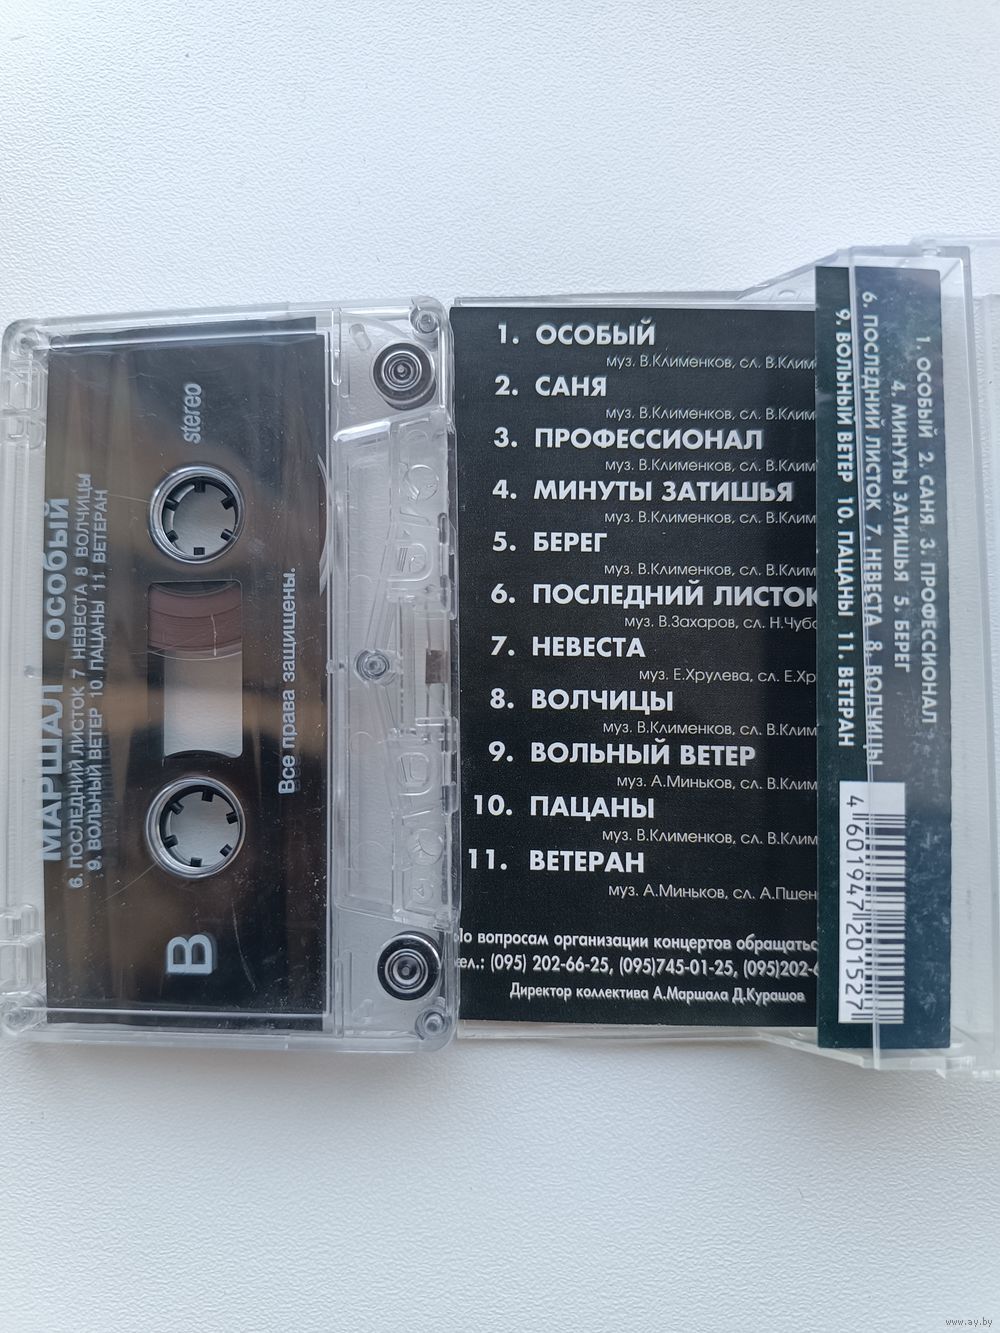 МАРШАЛ ОСОБЫЙ
6. ПОСЛЕДНИЙ ЛИСТОК 7. НЕВЕСТА 8 ВОЛЧИЦЫ
9. ВОЛЬНЫЙ ВЕТЕР 10. ПАЦАНЫ 11. ВЕТЕРАН
B
stereo
Все права защищены.
1. ОСОБЫЙ
муз. В.Клименков, сл. В.Клим
2. САНЯ
муз. В.Клименков, сл. В.Клим
3. ПРОФЕССИОНАЛ
муз. В.Клименков, сл. В.Клим
4. МИНУТЫ ЗАТИШЬЯ
муз. В.Клименков, сл. В.Клим
5. БЕРЕГ
муз. В.Клименков, сл. В.Клим
6. ПОСЛЕДНИЙ ЛИСТОК
муз. В.Захаров, сл. Н.Чубо
7. НЕВЕСТА
муз. Е.Хрулева, сл. Е.Хр
8. ВОЛЧИЦЫ
муз. В.Клименков, сл. В.Клим
9. ВОЛЬНЫЙ ВЕТЕР
муз. А.Миньков, сл. В.Клим
10. ПАЦАНЫ
муз. В.Клименков, сл. В.Клим
11. ВЕТЕРАН
муз. А.Миньков, сл. А.Пшен
По вопросам организации концертов обращатьс
тел.: (095) 202-66-25, (095)745-01-25, (095)202-6
Директор коллектива А.Маршала Д.Курашов
1. ОСОБЫЙ 2. САНЯ 3. ПРОФЕССИОНАЛ
4. МИНУТЫ ЗАТИШЬЯ 5. БЕРЕГ
6. ПОСЛЕДНИЙ ЛИСТОК 7. НЕВЕСТА 8. ВОЛЧИЦЫ
9. ВОЛЬНЫЙ ВЕТЕР 10. ПАЦАНЫ 11. ВЕТЕРАН
4 601947 201527
www.ay.by